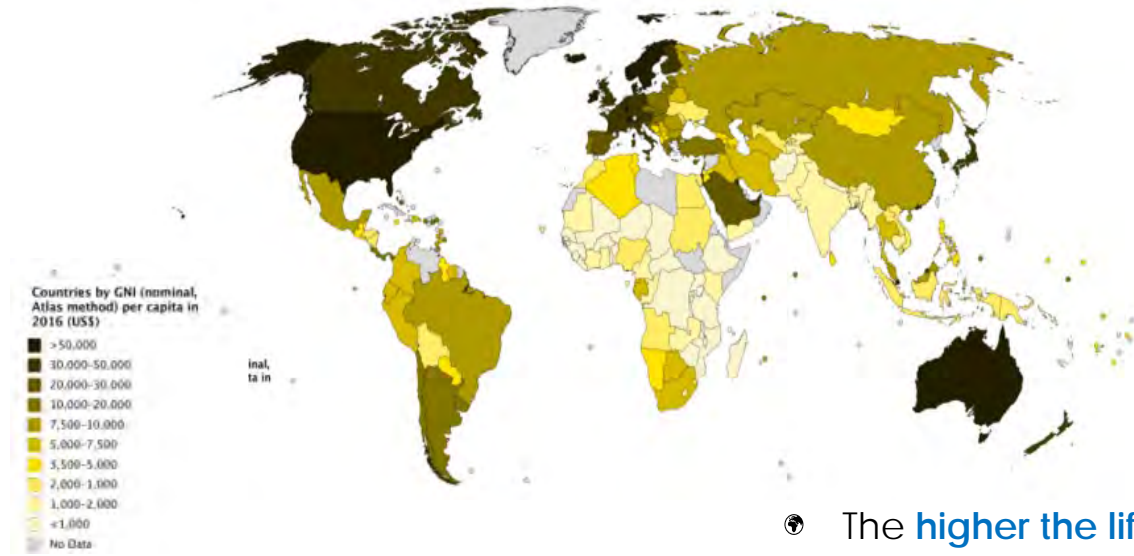 Countries by GNI (nominal,
Atlas method) per capita in
2016 (US$)
>50,000
30,000-50,000
20,000-30,000
10,000-20,000
7,500-10,000
5,000-7,500
3,500-5,000
2,000-1,000
1,000-2,000
<1,000
No Data
inal,
ta in
The higher the lif